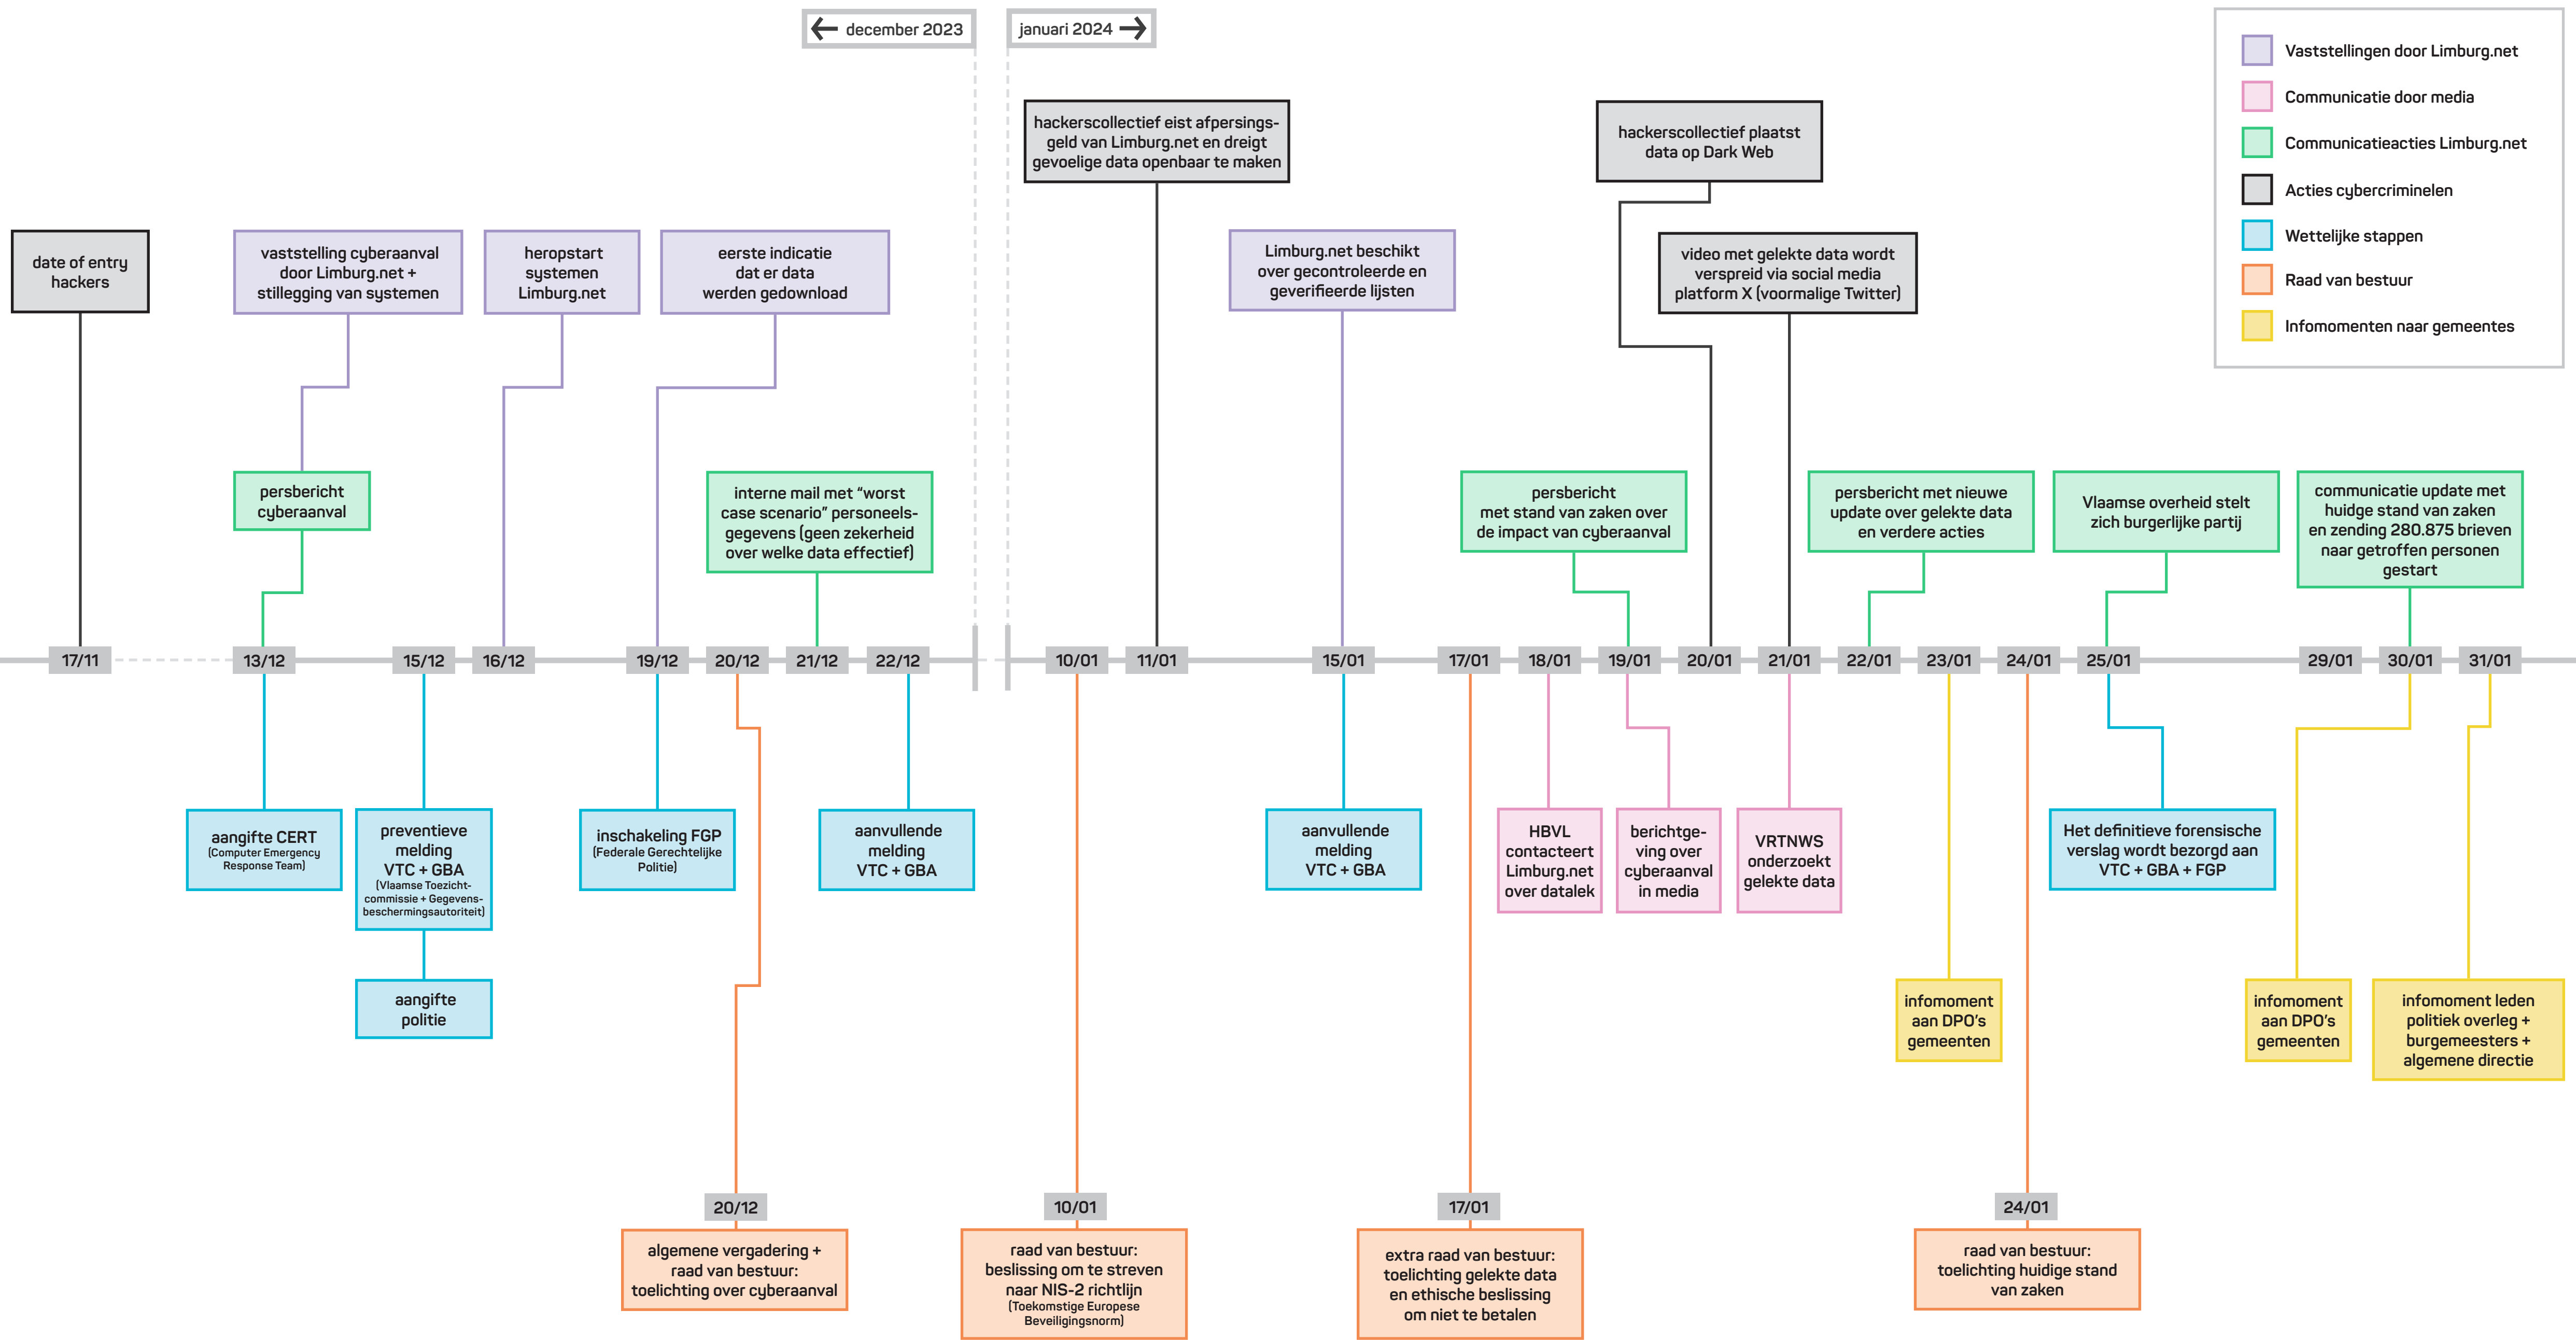 december 2023
januari 2024
Vaststellingen door Limburg.net
Communicatie door media
Communicatieacties Limburg.net
Acties cybercriminelen
Wettelijke stappen
Raad van bestuur
Infomomenten naar gemeentes
hackerscollectief eist afpersings-
geld van Limburg.net en dreigt
gevoelige data openbaar te maken
hackerscollectief plaatst
data op Dark Web
date of entry
hackers
vaststelling cyberaanval
door Limburg.net +
stillegging van systemen
heropstart
systemen
Limburg.net
eerste indicatie
dat er data
werden gedownload
Limburg.net beschikt
over gecontroleerde en
geverifieerde lijsten
video met gelekte data wordt
verspreid via social media
platform X (voormalige Twitter)
persbericht
cyberaanval
interne mail met “worst
case scenario” personeels-
gegevens (geen zekerheid
over welke data effectief)
persbericht
met stand van zaken over
de impact van cyberaanval
persbericht met nieuwe
update over gelekte data
en verdere acties
Vlaamse overheid stelt
zich burgerlijke partij
communicatie update met
huidge stand van zaken
en zending 280.875 brieven
naar getroffen personen
gestart
17/11
13/12
15/12
16/12
19/12
20/12
21/12
22/12
10/01
11/01
15/01
17/01
18/01
19/01
20/01
21/01
22/01
23/01
24/01
25/01
29/01
30/01
31/01
aangifte CERT
(Computer Emergency
Response Team)
preventieve
melding
VTC + GBA
(Vlaamse Toezicht-
commissie + Gegevens-
beschermingsautoriteit)
aangifte
politie
inschakeling FGP
(Federale Gerechtelijke
Politie)
aanvullende
melding
VTC + GBA
aanvullende
melding
VTC + GBA
HBVL
contacteert
Limburg.net
over datalek
berichtge-
ving over
cyberaanval
in media
VRTNWS
onderzoekt
gelekte data
Het definitieve forensische
verslag wordt bezorgd aan
VTC + GBA + FGP
infomoment
aan DPO’s
gemeenten
infomoment
aan DPO’s
gemeenten
infomoment leden
politiek overleg +
burgemeesters +
algemene directie
20/12
algemene vergadering +
raad van bestuur:
toelichting over cyberaanval
10/01
raad van bestuur:
beslissing om te streven
naar NIS-2 richtlijn
(Toekomstige Europese
Beveiligingsnorm)
17/01
extra raad van bestuur:
toelichting gelekte data
en ethische beslissing
om niet te betalen
24/01
raad van bestuur:
toelichting huidige stand
van zaken